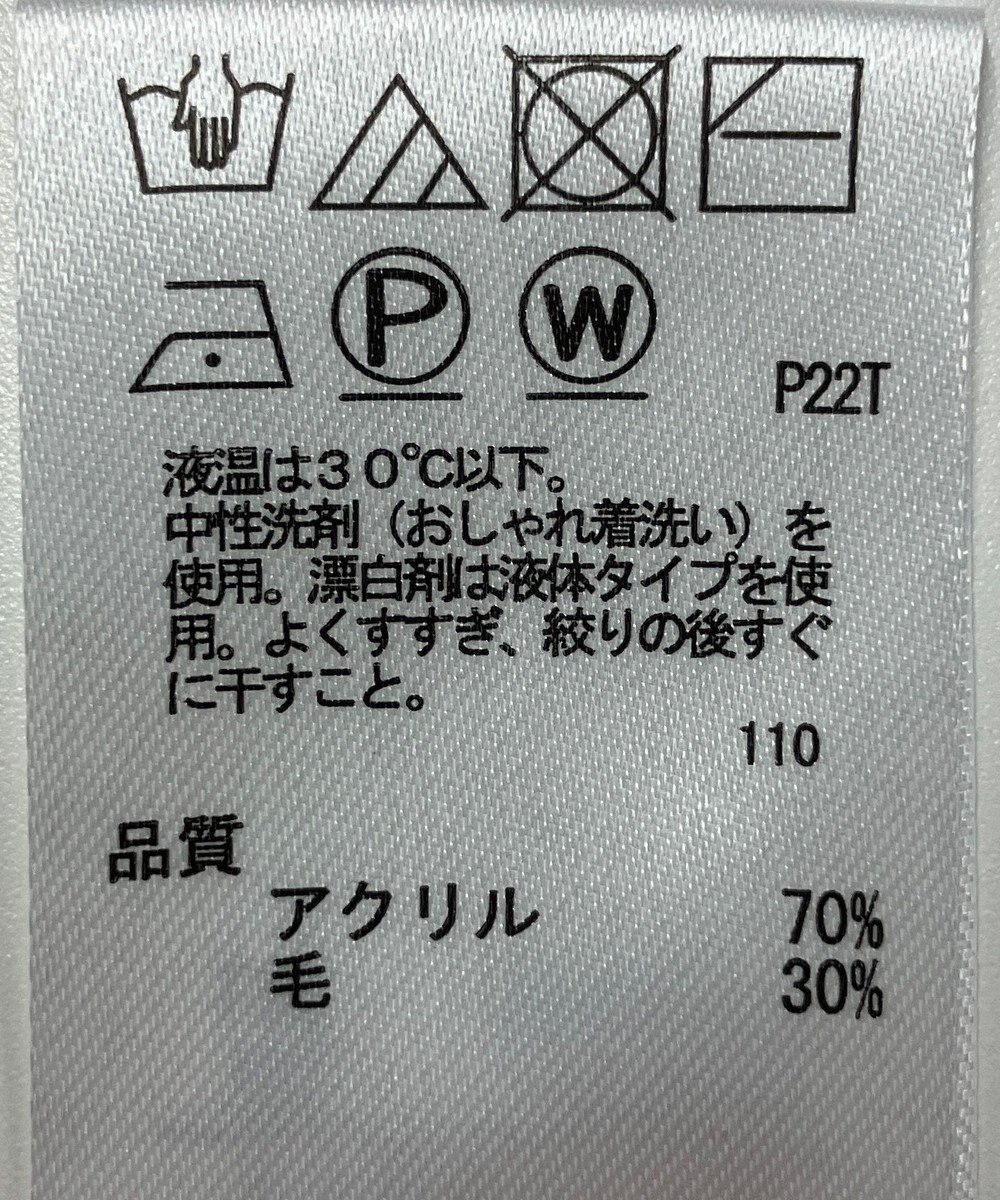 P W
P22T
液温は30℃以下。
中性洗剤(おしゃれ着洗い)を
使用。漂白剤は液体タイプを使
用。よくすすぎ、絞りの後すぐ
に干すこと。
110
品質
アクリル 70%
毛 30%